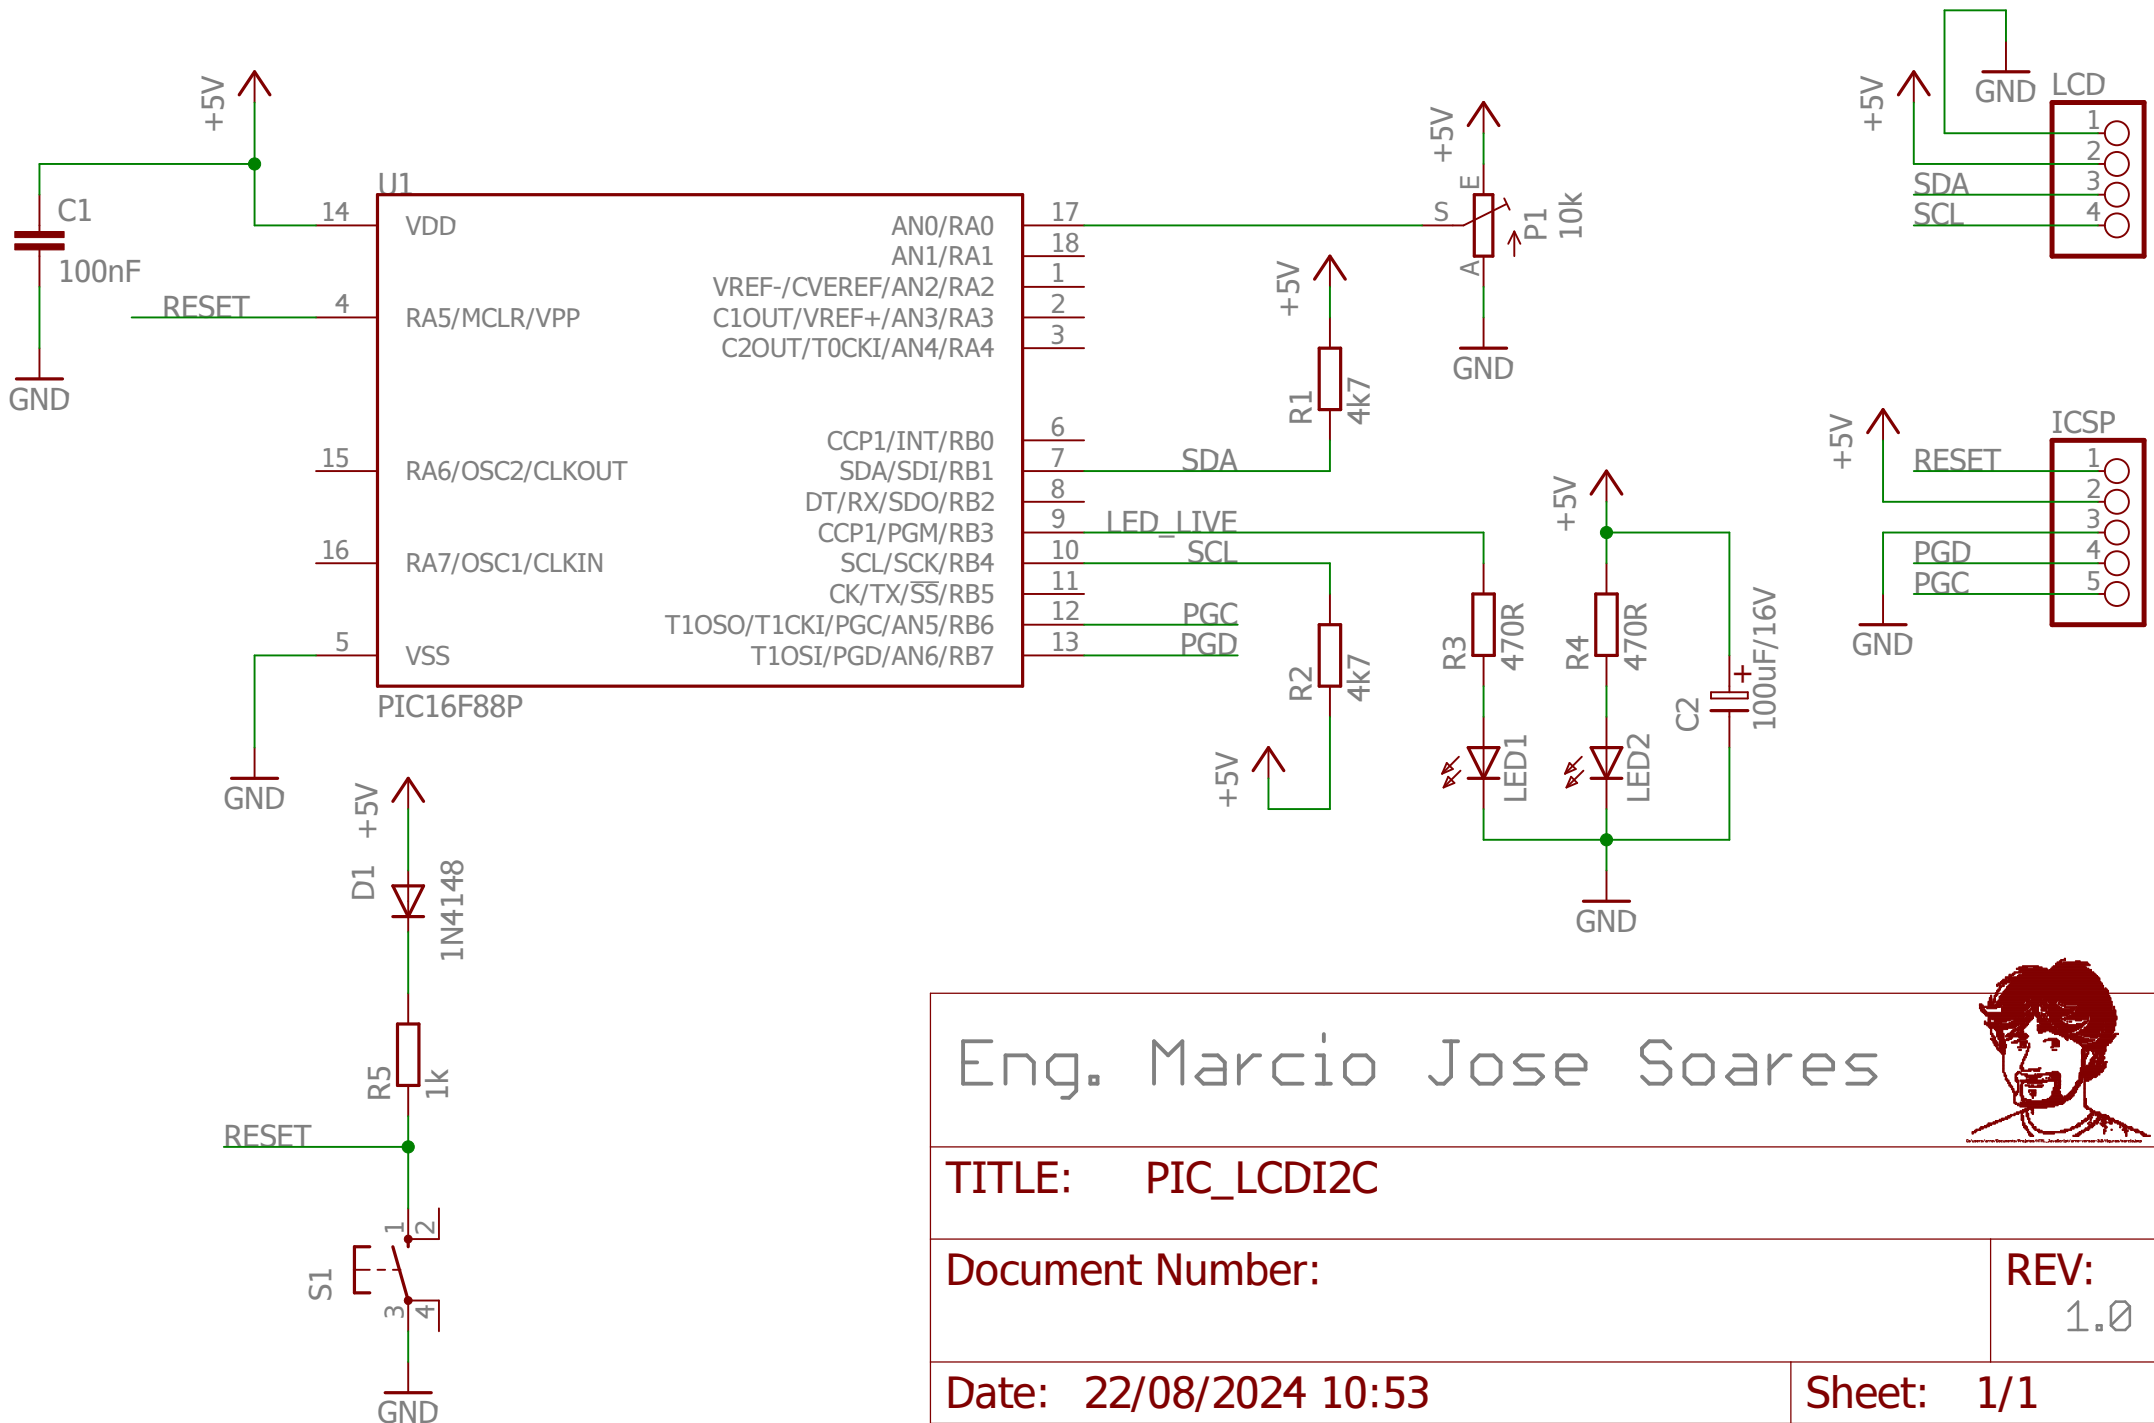 +5V
C1
100nF
GND
RESET
U1
14
VDD
4
RA5/MCLR/VPP
15
RA6/OSC2/CLKOUT
16
RA7/OSC1/CLKIN
5
VSS
GND
PIC16F88P
AN0/RA0
17
AN1/RA1
18
VREF-/CVEREF/AN2/RA2
1
C1OUT/VREF+/AN3/RA3
2
C2OUT/T0CKI/AN4/RA4
3
CCP1/INT/RB0
6
SDA/SDI/RB1
7
SDA
DT/RX/SDO/RB2
8
CCP1/PGM/RB3
9
LED_LIVE
SCL/SCK/RB4
10
SCL
CK/TX/SS/RB5
11
T1OSO/T1CKI/PGC/AN5/RB6
12
PGC
T1OSI/PGD/AN6/RB7
13
PGD
+5V
E
S
A
P1
10k
GND
+5V
R1
4k7
R2
4k7
+5V
+5V
R3
470R
R4
470R
LED1
LED2
C2
+
100uF/16V
GND
GND
+5V
LCD
1
2
SDA
3
SCL
4
+5V
ICSP
RESET
1
2
3
PGD
4
PGC
5
GND
+5V
D1
1N4148
R5
1k
RESET
S1
1
2
3
4
GND
Eng. Marcio Jose Soares
TITLE: PIC_LCDI2C
Document Number:
REV:
1.0
Date: 22/08/2024 10:53
Sheet: 1/1